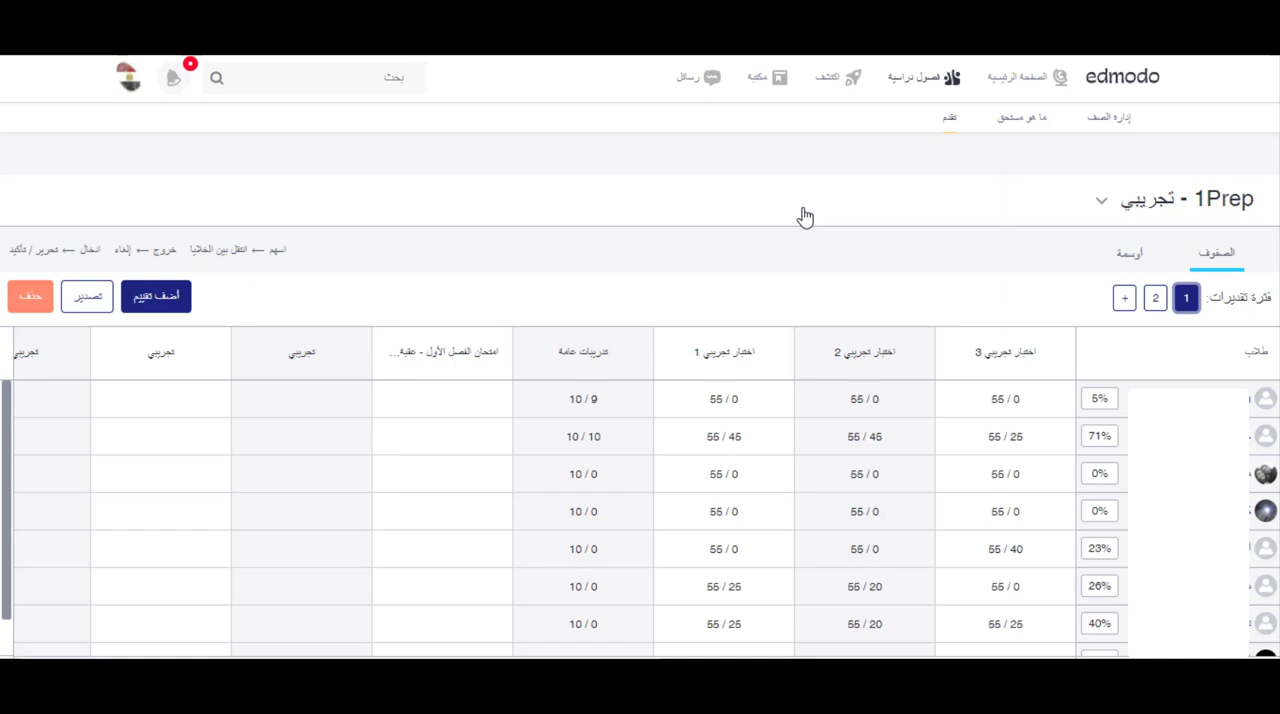 edmodo الصفحة الرئيسية فصول دراسية اكتشف مكتبة رسائل بحث
إدارة الصف ما هو مستحق تقدم
1Prep - تجريبي
الصفوف أوسمة اسهم ← انتقل بين الخلايا خروج ← إلغاء ادخال ← تحرير / تأكيد
فترة تقديرات: 1 2 + أضف تقييم تصدير حذف
طلاب اختبار تجريبي 3 اختبار تجريبي 2 اختبار تجريبي 1 تدريبات عامة امتحان الفصل الأول - عقبة... تجريبي تجريبي تجريبي
5% 55 / 0 55 / 0 55 / 0 10 / 9
71% 55 / 25 55 / 45 55 / 45 10 / 10
0% 55 / 0 55 / 0 55 / 0 10 / 0
0% 55 / 0 55 / 0 55 / 0 10 / 0
23% 55 / 40 55 / 0 55 / 0 10 / 0
26% 55 / 0 55 / 20 55 / 25 10 / 0
40% 55 / 25 55 / 20 55 / 25 10 / 0